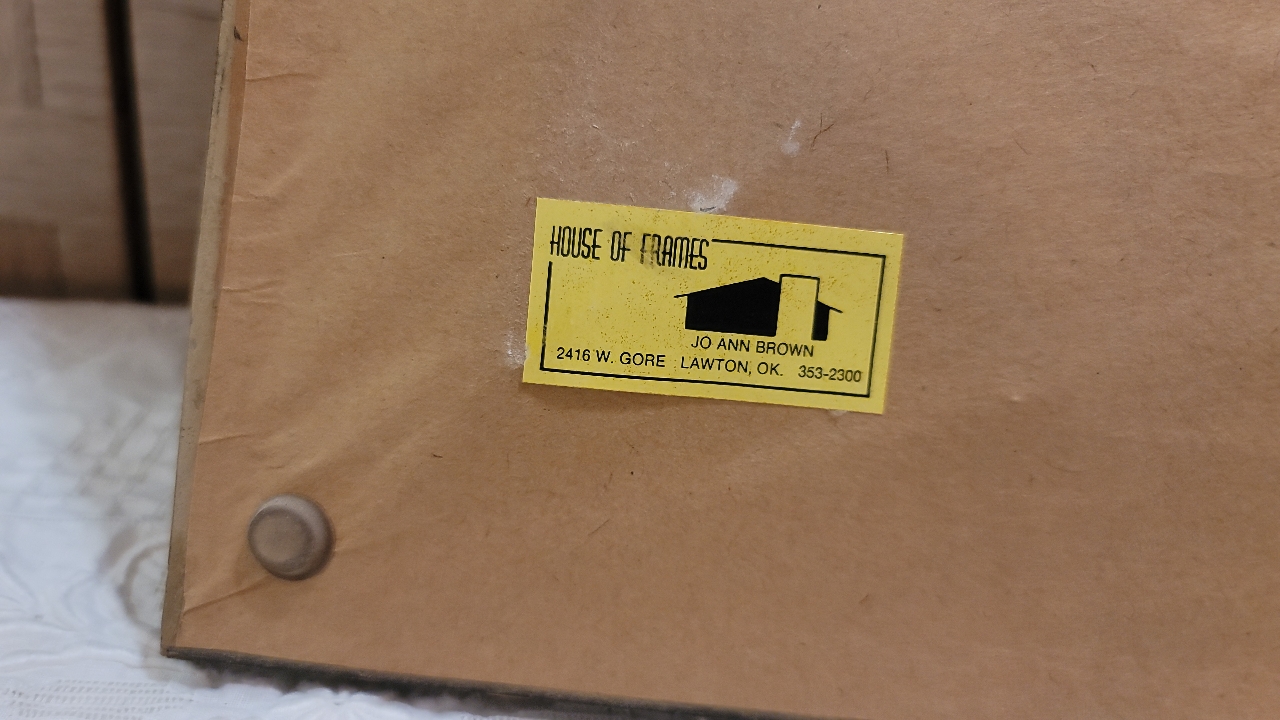 HOUSE OF FRAMES
JO ANN BROWN
2416 W. GORE LAWTON, OK. 353-2300